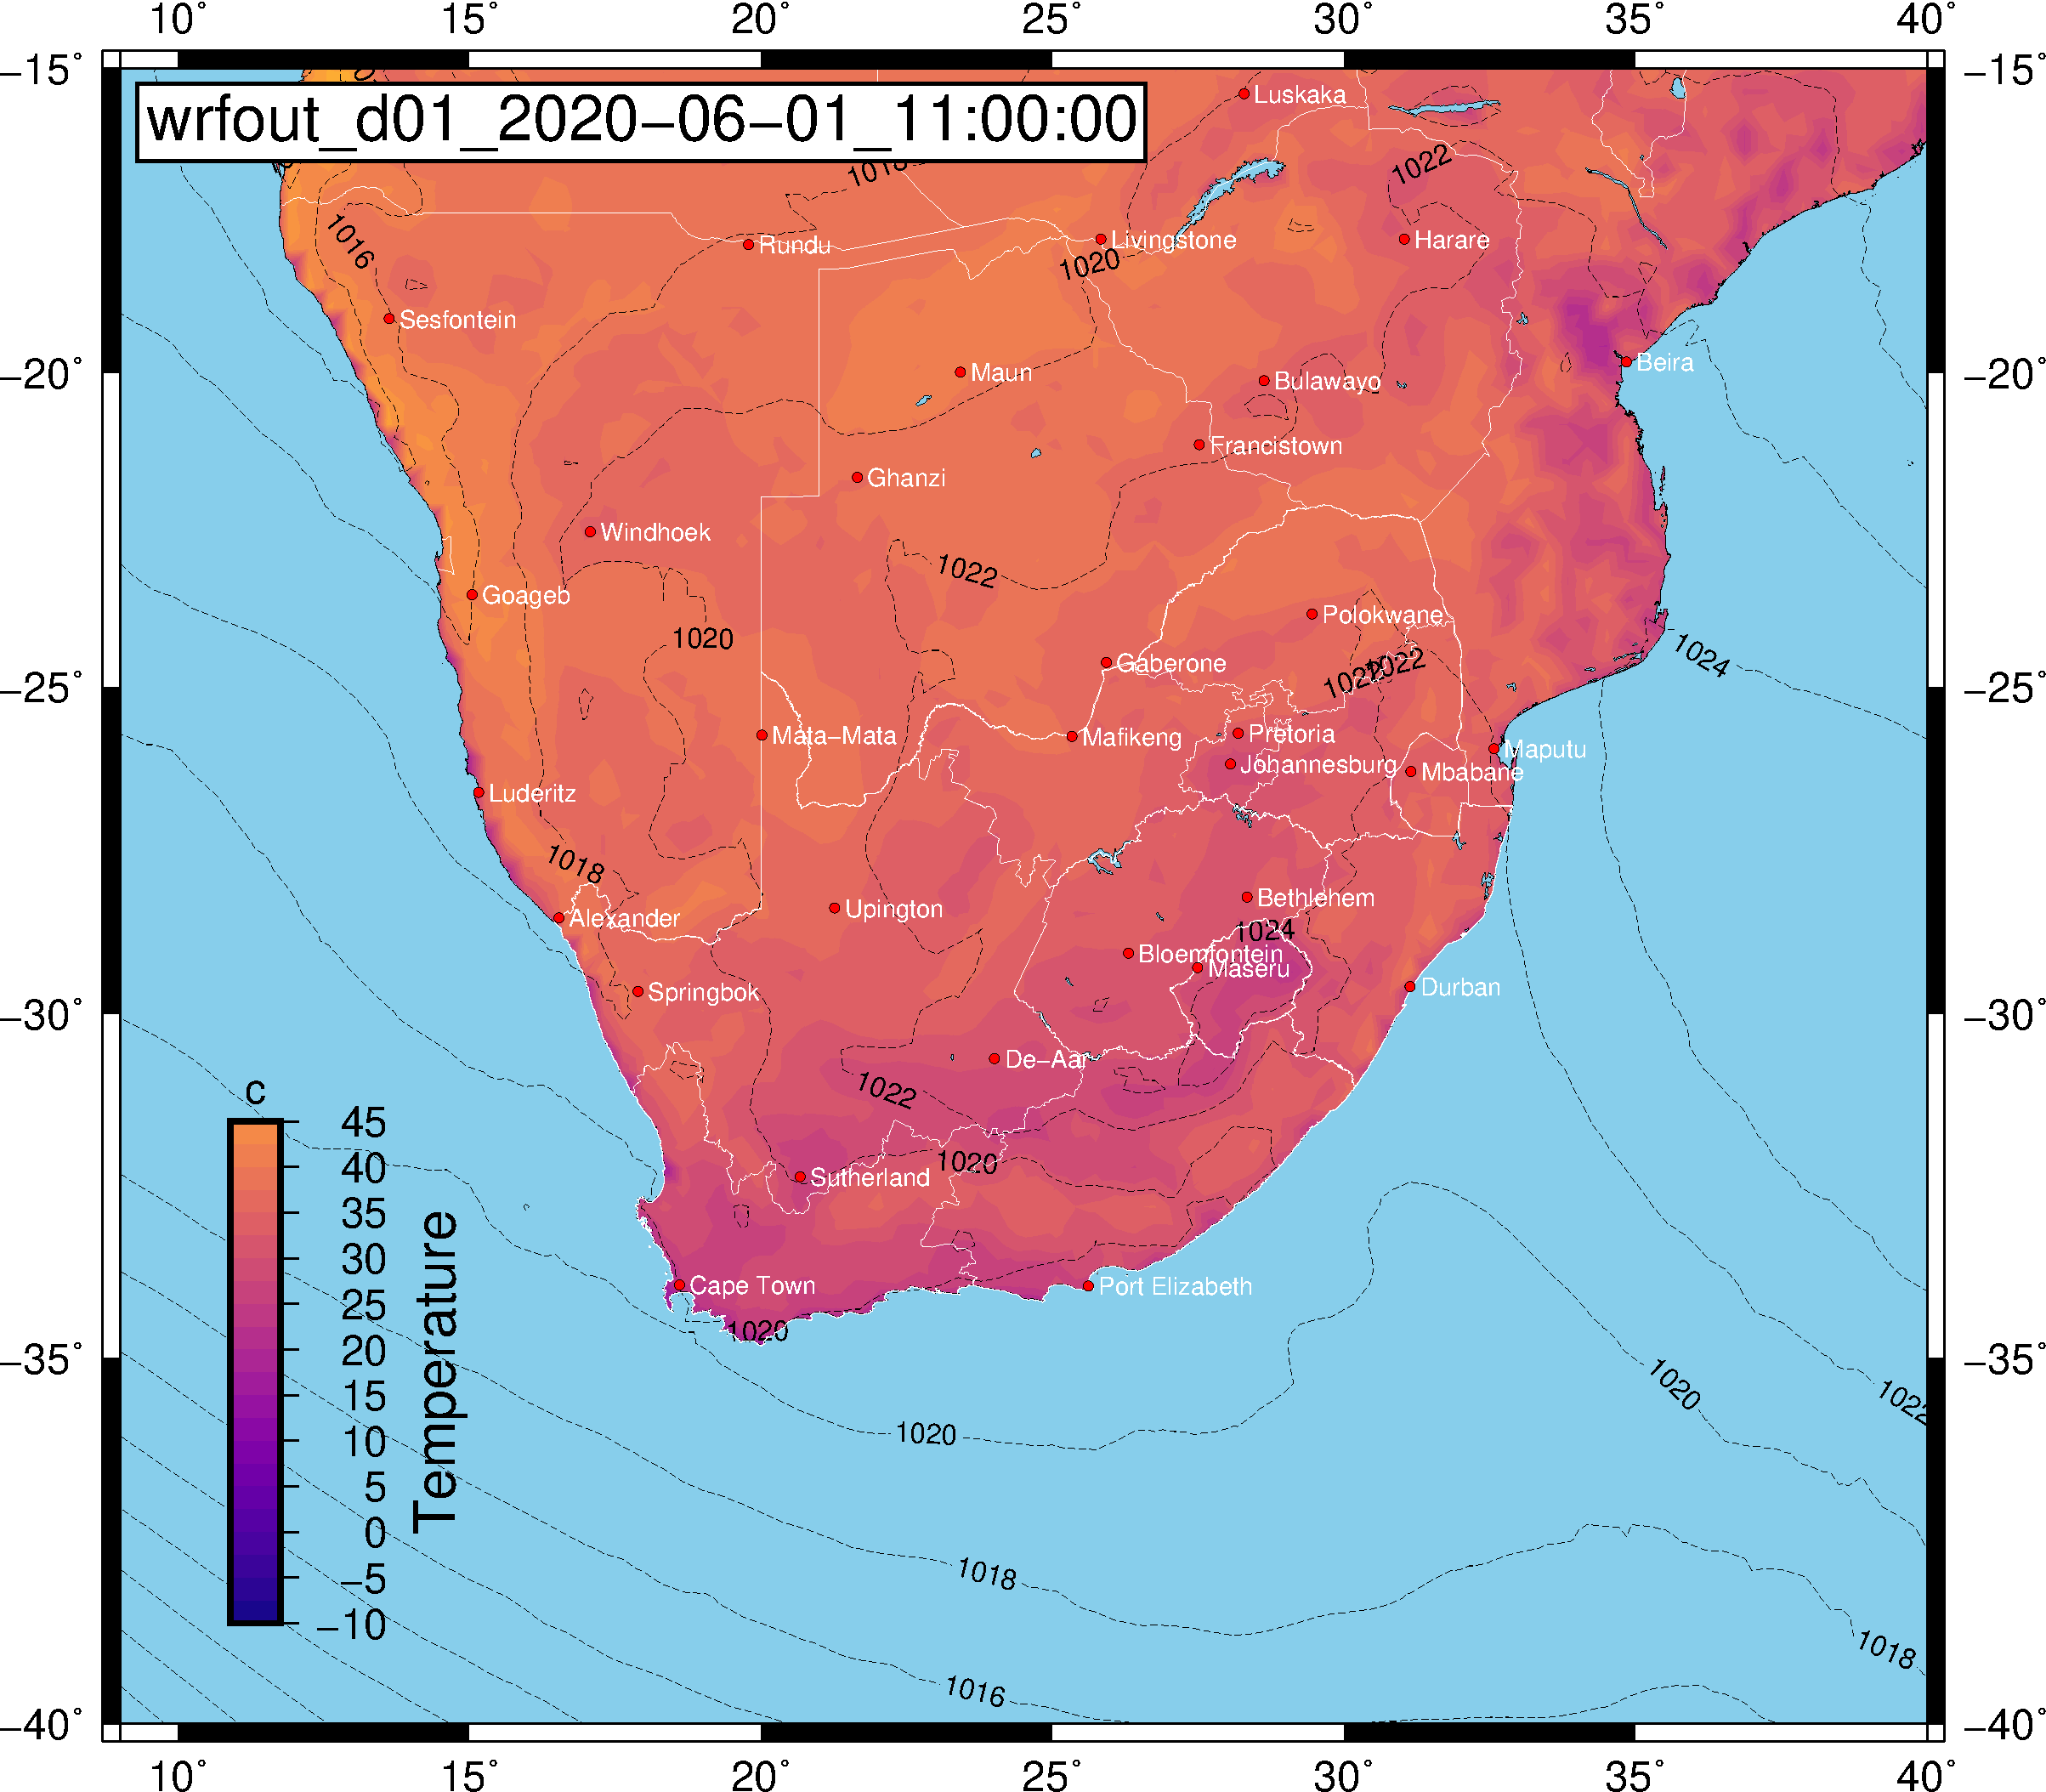 10° 15° 20° 25° 30° 35° 40°
−15° −15°
wrfout_d01_2020−06−01_11:00:00
Luskaka
1022
1018
1016
Rundu
Livingstone
Harare
1020
Sesfontein
Beira
−20° −20°
Maun
Bulawayo
Francistown
Ghanzi
Windhoek
1022
Goageb
Polokwane
1020
1024
Gaberone
1022
1022
−25° −25°
Mata−Mata
Mafikeng
Pretoria
Maputu
Johannesburg
Mbabane
Luderitz
1018
Bethlehem
Upington
Alexander
1024
Bloemfontein
Maseru
Springbok
Durban
−30° −30°
De−Aar
1022
c
45
40
35
30
25
20
15
10
5
0
−5
−10
Temperature
1020
Sutherland
Cape Town
Port Elizabeth
1020
−35° −35°
1020
1022
1020
1018
1018
1016
−40° −40°
10° 15° 20° 25° 30° 35° 40°